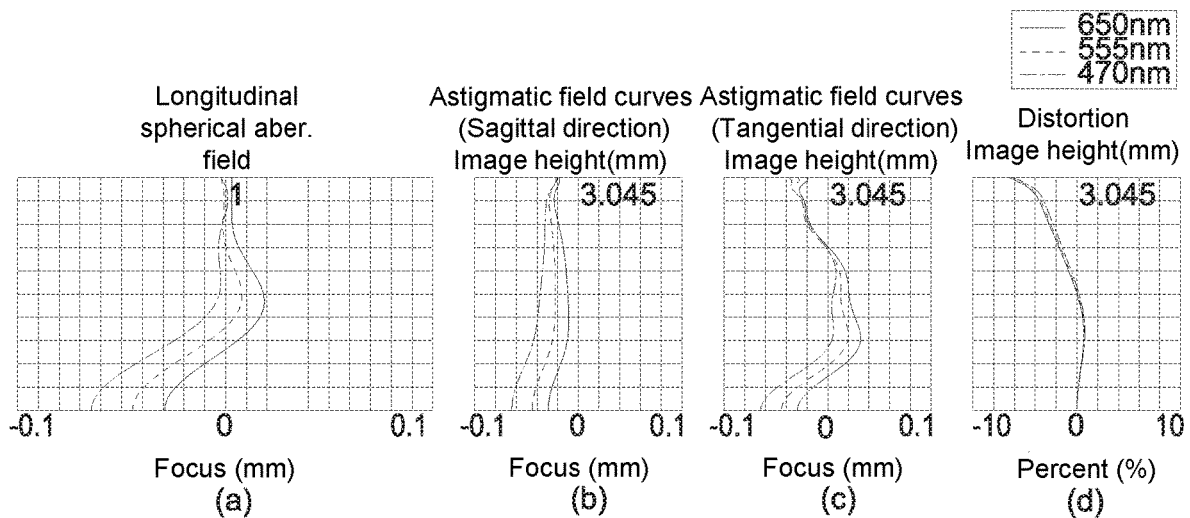 650nm
555nm
470nm
Longitudinal
spherical aber.
field
1
-0.1 0 0.1
Focus (mm)
(a)
Astigmatic field curves
(Sagittal direction)
Image height(mm)
3.045
-0.1 0 0.1
Focus (mm)
(b)
Astigmatic field curves
(Tangential direction)
Image height(mm)
3.045
-0.1 0 0.1
Focus (mm)
(c)
Distortion
Image height(mm)
3.045
-10 0 10
Percent (%)
(d)